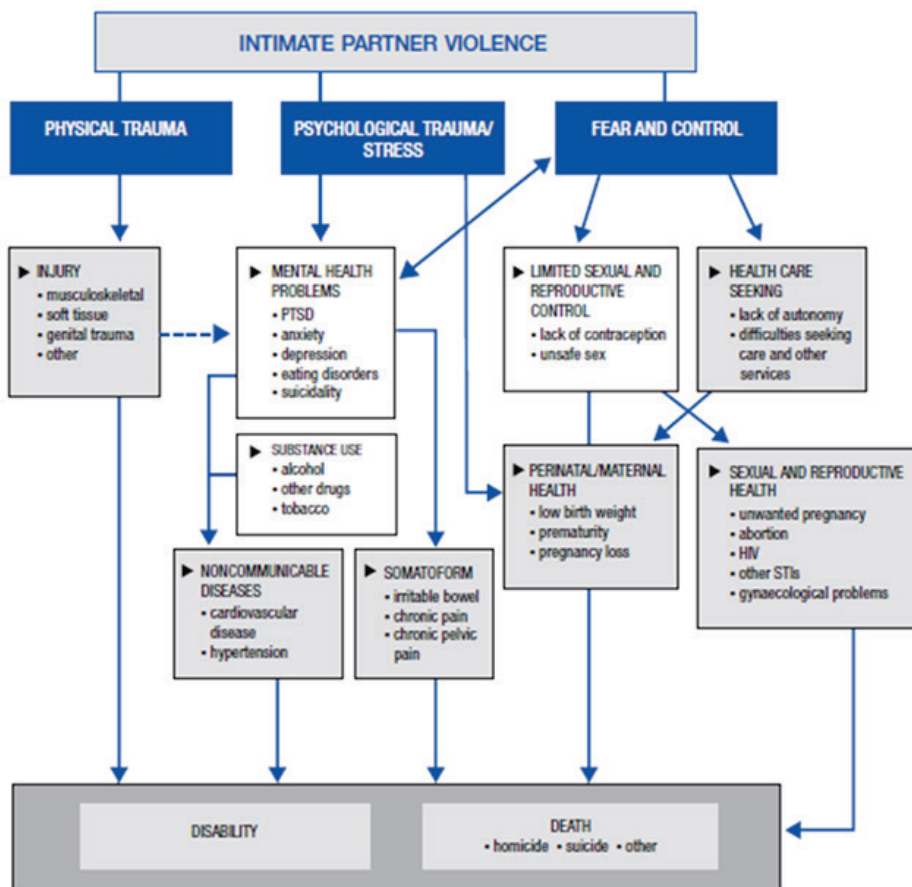 INTIMATE PARTNER VIOLENCE
PHYSICAL TRAUMA
PSYCHOLOGICAL TRAUMA/
STRESS
FEAR AND CONTROL
▶ INJURY
▪ musculoskeletal
▪ soft tissue
▪ genital trauma
▪ other
▶ MENTAL HEALTH
PROBLEMS
▪ PTSD
▪ anxiety
▪ depression
▪ eating disorders
▪ suicidality
▶ LIMITED SEXUAL AND
REPRODUCTIVE
CONTROL
▪ lack of contraception
▪ unsafe sex
▶ HEALTH CARE
SEEKING
▪ lack of autonomy
▪ difficulties seeking
care and other
services
▶ SUBSTANCE USE
▪ alcohol
▪ other drugs
▪ tobacco
▶ PERINATAL/MATERNAL
HEALTH
▪ low birth weight
▪ prematurity
▪ pregnancy loss
▶ SEXUAL AND REPRODUCTIVE
HEALTH
▪ unwanted pregnancy
▪ abortion
▪ HIV
▪ other STIs
▪ gynaecological problems
▶ NONCOMMUNICABLE
DISEASES
▪ cardiovascular
disease
▪ hypertension
▶ SOMATOFORM
▪ irritable bowel
▪ chronic pain
▪ chronic pelvic
pain
DISABILITY
DEATH
▪ homicide ▪ suicide ▪ other